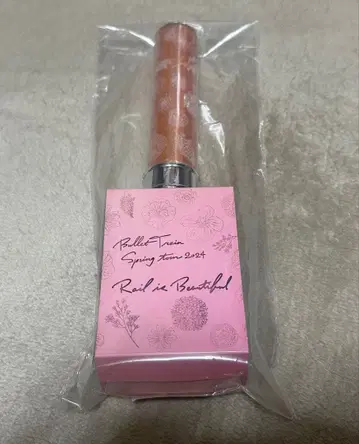 Bullet Train
Spring tour 2024
Rail is Beautiful